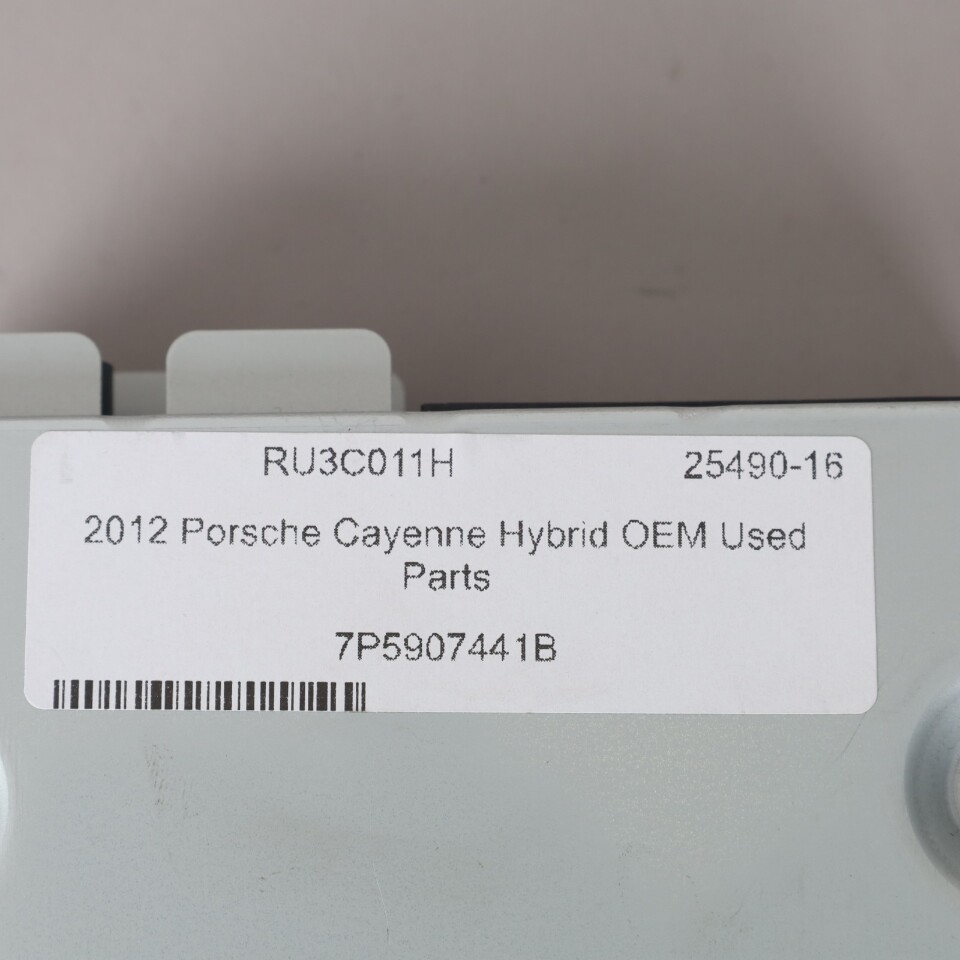 RU3C011H 25490-16
2012 Porsche Cayenne Hybrid OEM Used
Parts
7P5907441B